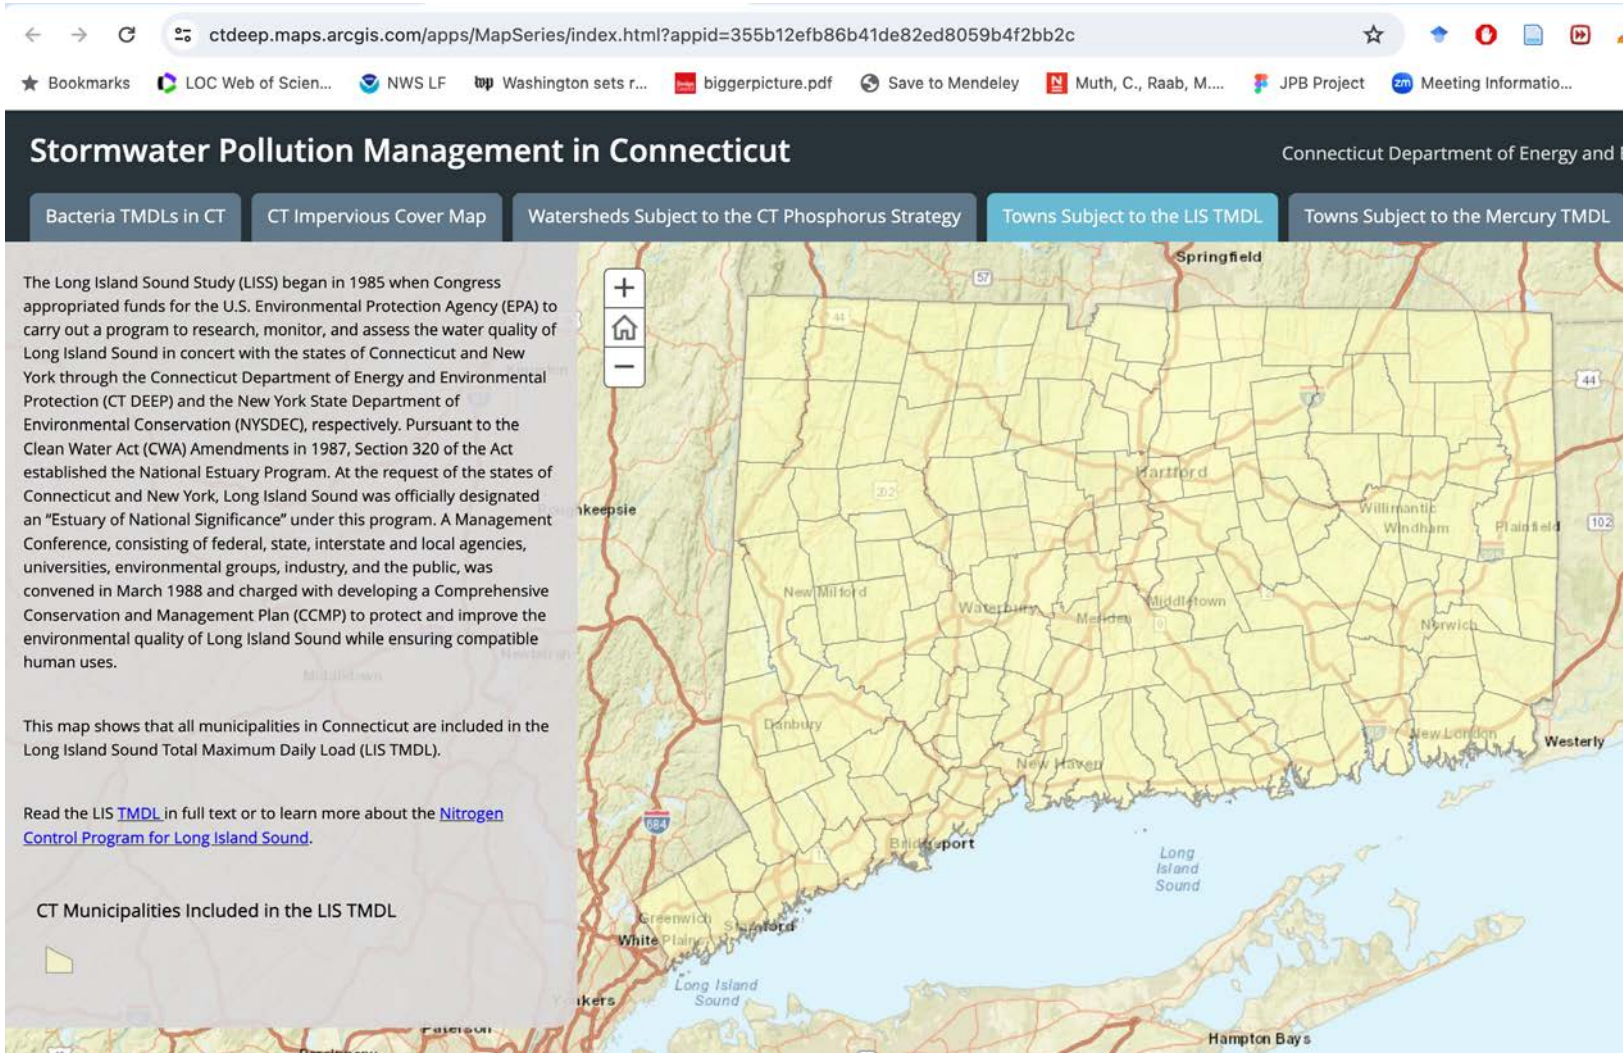 ctdeep.maps.arcgis.com/apps/MapSeries/index.html?appid=355b12efb86b41de82ed8059b4f2bb2c
Bookmarks LOC Web of Scien... NWS LF Washington sets r... biggerpicture.pdf Save to Mendeley Muth, C., Raab, M.... JPB Project zm Meeting Informatio...
Stormwater Pollution Management in Connecticut
Connecticut Department of Energy and
Bacteria TMDLs in CT
CT Impervious Cover Map
Watersheds Subject to the CT Phosphorus Strategy
Towns Subject to the LIS TMDL
Towns Subject to the Mercury TMDL
The Long Island Sound Study (LISS) began in 1985 when Congress
appropriated funds for the U.S. Environmental Protection Agency (EPA) to
carry out a program to research, monitor, and assess the water quality of
Long Island Sound in concert with the states of Connecticut and New
York through the Connecticut Department of Energy and Environmental
Protection (CT DEEP) and the New York State Department of
Environmental Conservation (NYSDEC), respectively. Pursuant to the
Clean Water Act (CWA) Amendments in 1987, Section 320 of the Act
established the National Estuary Program. At the request of the states of
Connecticut and New York, Long Island Sound was officially designated
an “Estuary of National Significance” under this program. A Management
Conference, consisting of federal, state, interstate and local agencies,
universities, environmental groups, industry, and the public, was
convened in March 1988 and charged with developing a Comprehensive
Conservation and Management Plan (CCMP) to protect and improve the
environmental quality of Long Island Sound while ensuring compatible
human uses.
This map shows that all municipalities in Connecticut are included in the
Long Island Sound Total Maximum Daily Load (LIS TMDL).
Read the LIS TMDL in full text or to learn more about the Nitrogen
Control Program for Long Island Sound.
CT Municipalities Included in the LIS TMDL
Springfield
57
44
44
Hartford
202
Willimantic
Windham
Plainfield
102
395
New Milford
Waterbury
Meriden
Middletown
9
Norwich
Middletown
Newburgh
Danbury
New Haven
New London
Westerly
684
Bridgeport
Long
Island
Sound
Greenwich
Stamford
White Plains
Long Island
Sound
Yonkers
Paterson
Hampton Bays